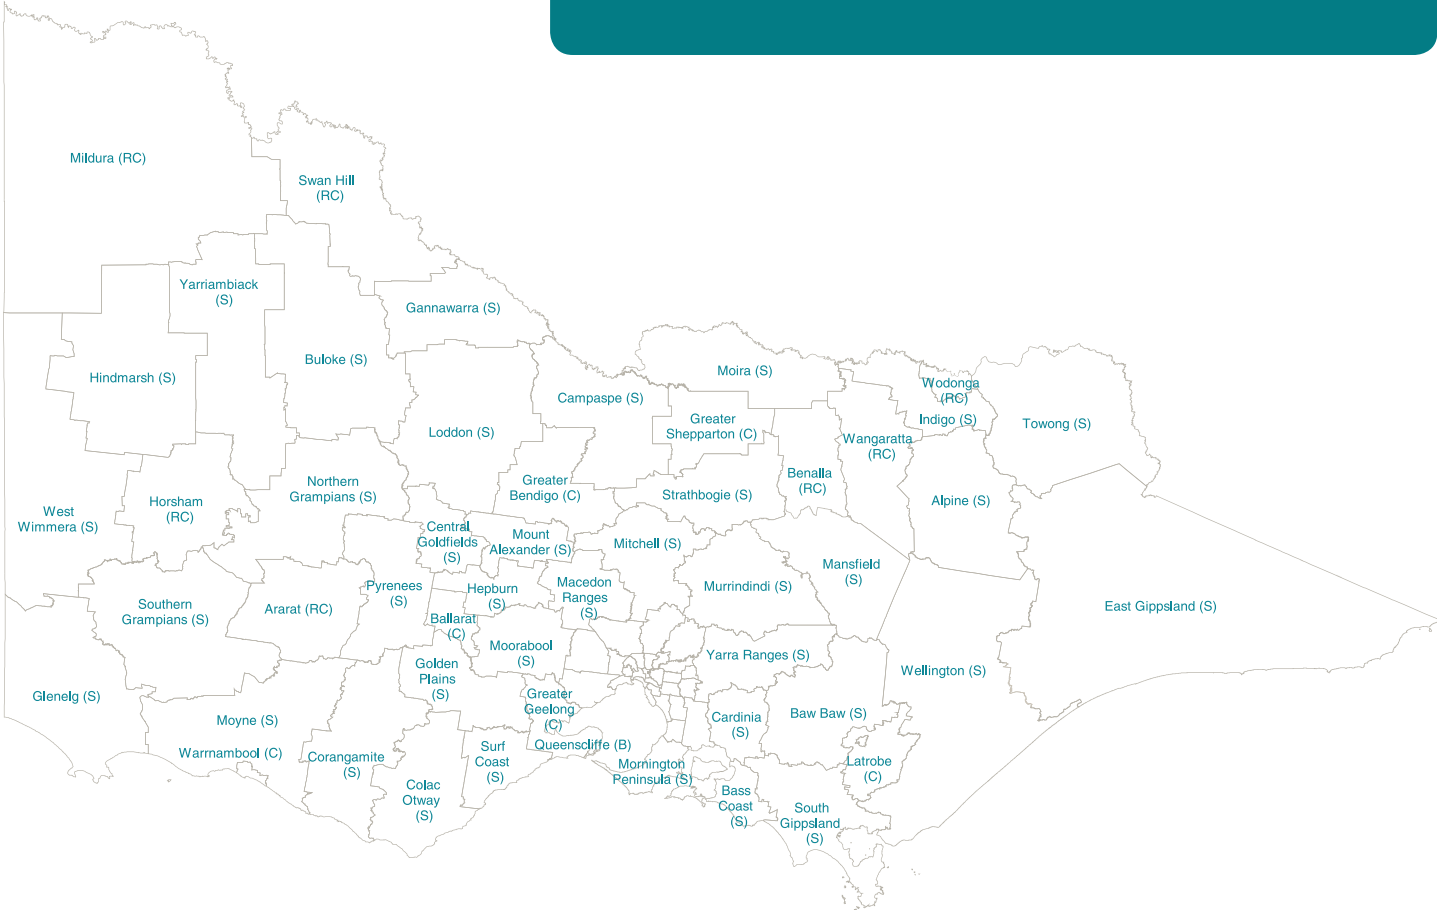 Mildura (RC)
Swan Hill
(RC)
Yarriambiack
(S)
Gannawarra (S)
Buloke (S)
Hindmarsh (S)
Moira (S)
Wodonga
(RC)
Campaspe (S)
Indigo (S)
Towong (S)
Greater
Shepparton (C)
Loddon (S)
Wangaratta
(RC)
Northern
Grampians (S)
Greater
Bendigo (C)
Strathbogie (S)
Benalla
(RC)
Alpine (S)
Horsham
(RC)
West
Wimmera (S)
Central
Goldfields
(S)
Mount
Alexander (S)
Mitchell (S)
Mansfield
(S)
Murrindindi (S)
Pyrenees
(S)
Hepburn
(S)
Macedon
Ranges
(S)
Southern
Grampians (S)
Ararat (RC)
East Gippsland (S)
Ballarat
(C)
Moorabool
(S)
Yarra Ranges (S)
Golden
Plains
(S)
Wellington (S)
Glenelg (S)
Greater
Geelong
(C)
Moyne (S)
Cardinia
(S)
Baw Baw (S)
Warrnambool (C)
Corangamite
(S)
Surf
Coast
(S)
Queenscliffe (B)
Mornington
Peninsula (S)
Latrobe
(C)
Colac
Otway
(S)
Bass
Coast
(S)
South
Gippsland
(S)